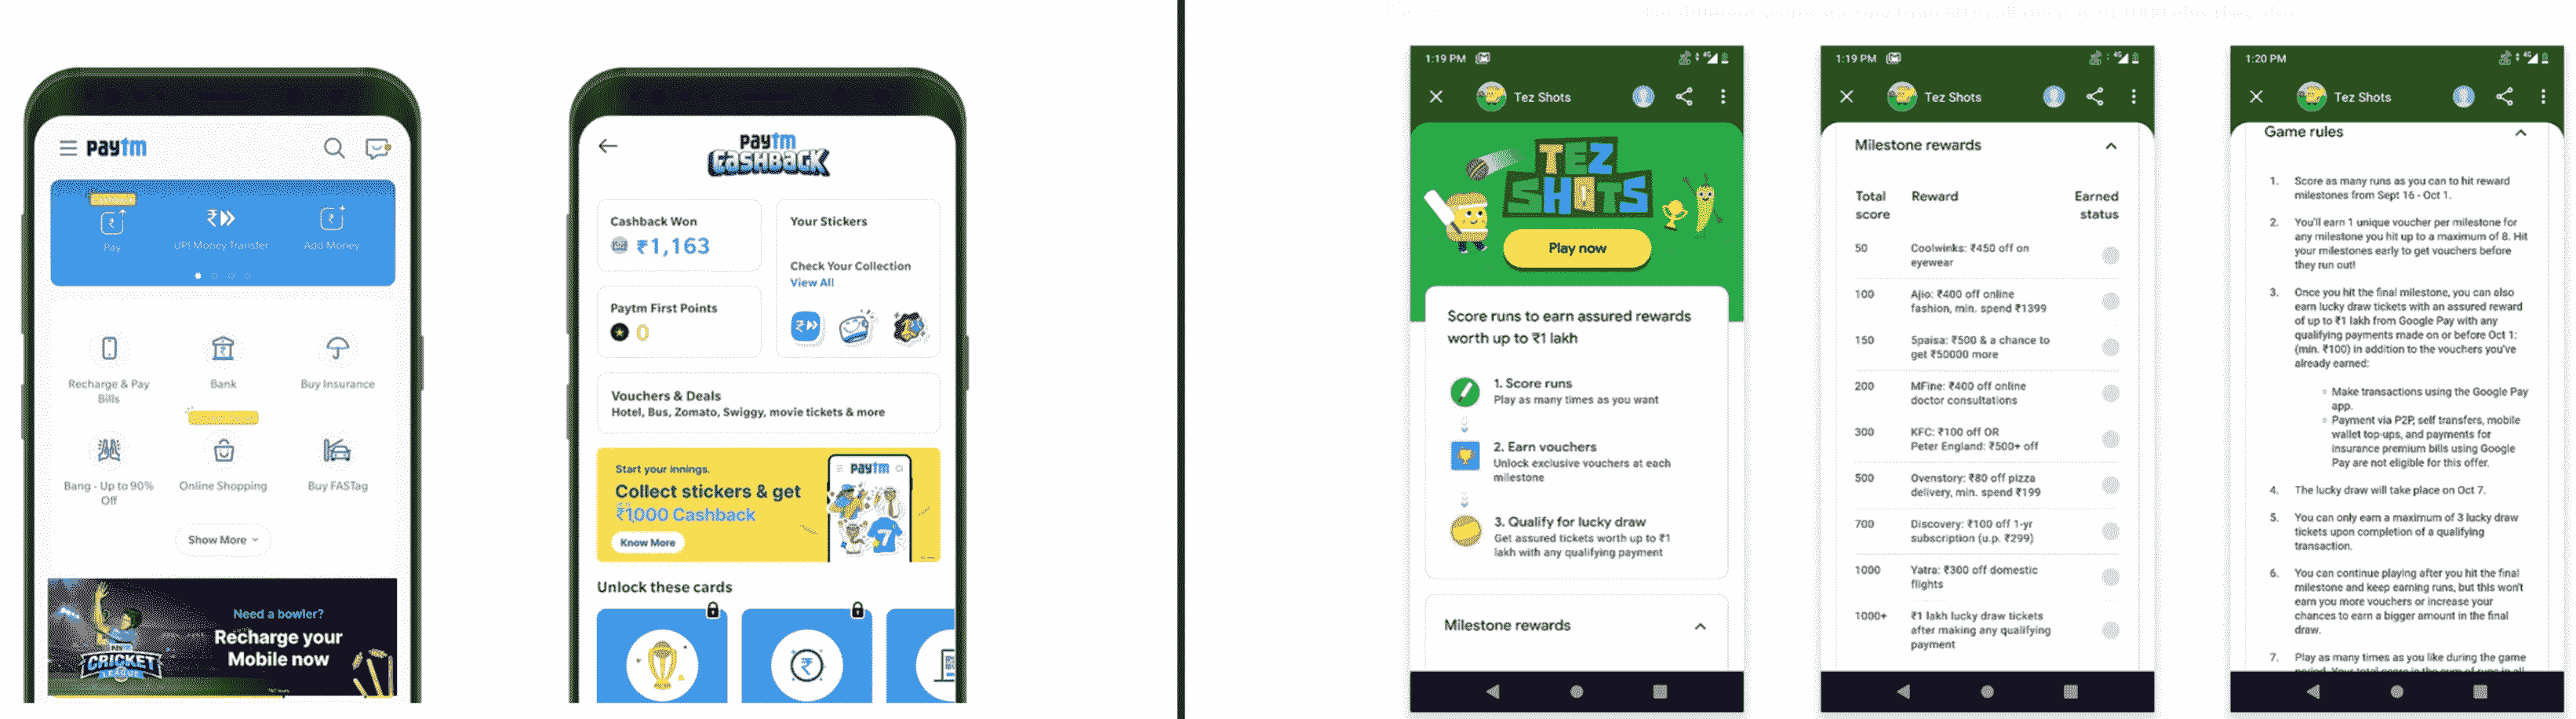 paytm
Cashback
Pay
UPI Money Transfer
Add Money
Recharge & Pay
Bills
Bank
Buy Insurance
Bang - Up to 90%
Off
Online Shopping
Buy FASTag
Show More
Need a bowler?
Recharge your
Mobile now
CRICKET
LEAGUE
paytm
CASHBACK
Cashback Won
₹1,163
Your Stickers
Check Your Collection
View All
Paytm First Points
0
Vouchers & Deals
Hotel, Bus, Zomato, Swiggy, movie tickets & more
Start your innings.
Collect stickers & get
₹1,000 Cashback
Know More
paytm
7
Unlock these cards
1:19 PM
Tez Shots
TEZ
SHOTS
Play now
Score runs to earn assured rewards
worth up to ₹1 lakh
1. Score runs
Play as many times as you want
2. Earn vouchers
Unlock exclusive vouchers at each
milestone
3. Qualify for lucky draw
Get assured tickets worth up to ₹1
lakh with any qualifying payment
Milestone rewards
1:19 PM
Tez Shots
Milestone rewards
Total
score
Reward
Earned
status
50
Coolwinks: ₹450 off on
eyewear
100
Ajio: ₹400 off online
fashion, min. spend ₹1399
150
5paisa: ₹500 & a chance to
get ₹50000 more
200
MFine: ₹400 off online
doctor consultations
300
KFC: ₹100 off OR
Peter England: ₹500+ off
500
Ovenstory: ₹80 off pizza
delivery, min. spend ₹199
700
Discovery: ₹100 off 1-yr
subscription (u.p. ₹299)
1000
Yatra: ₹300 off domestic
flights
1000+
₹1 lakh lucky draw tickets
after making any qualifying
payment
1:20 PM
Tez Shots
Game rules
1. Score as many runs as you can to hit reward
milestones from Sept 16 - Oct 1.
2. You'll earn 1 unique voucher per milestone for
any milestone you hit up to a maximum of 8. Hit
your milestones early to get vouchers before
they run out!
3. Once you hit the final milestone, you can also
earn lucky draw tickets with an assured reward
of up to ₹1 lakh from Google Pay with any
qualifying payments made on or before Oct 1:
(min. ₹100) in addition to the vouchers you've
already earned:
Make transactions using the Google Pay
app.
Payment via P2P, self transfers, mobile
wallet top-ups, and payments for
insurance premium bills using Google
Pay are not eligible for this offer.
4. The lucky draw will take place on Oct 7.
5. You can only earn a maximum of 3 lucky draw
tickets upon completion of a qualifying
transaction.
6. You can continue playing after you hit the final
milestone and keep earning runs, but this won't
earn you more vouchers or increase your
chances to earn a bigger amount in the final
draw.
7. Play as many times as you like during the game